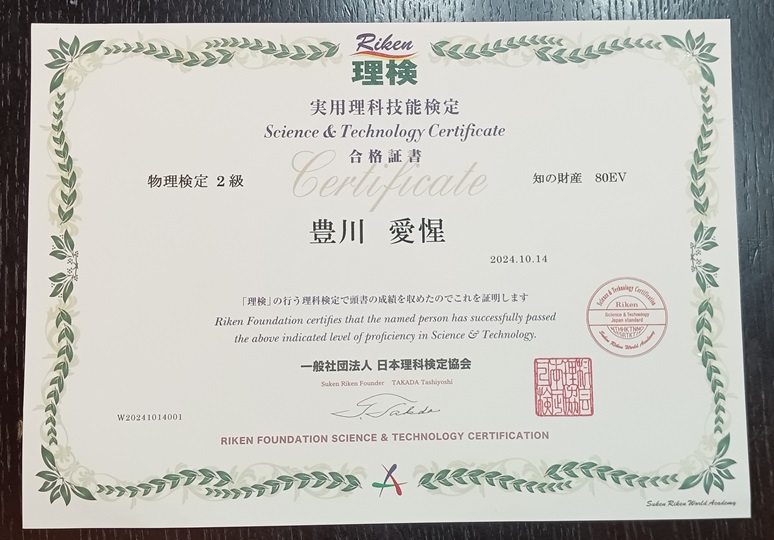 Riken
理検
実用理科技能検定
Science & Technology Certificate
合格証書
Certificate
物理検定 2級
知の財産 80EV
豊川 愛惺
2024.10.14
「理検」の行う理科検定で頭書の成績を収めたのでこれを証明します
Riken Foundation certifies that the named person has successfully passed
the above indicated level of proficiency in Science & Technology.
Science & Technology Certification
Riken
Science & Technology
Japan standard
Suken Riken World Academy
一般社団法人 日本理科検定協会
Suken Riken Founder TAKADA Tashiyoshi
T. Takada
W20241014001
RIKEN FOUNDATION SCIENCE & TECHNOLOGY CERTIFICATION
Suken Riken World Academy